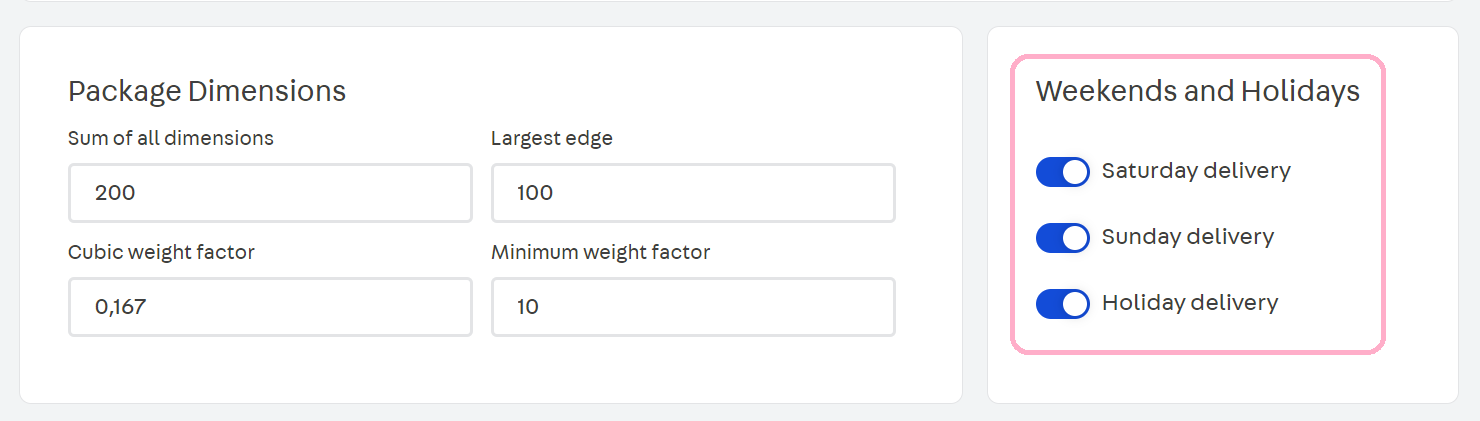 Package Dimensions
Sum of all dimensions
Largest edge
200
100
Cubic weight factor
Minimum weight factor
0,167
10
Weekends and Holidays
Saturday delivery
Sunday delivery
Holiday delivery